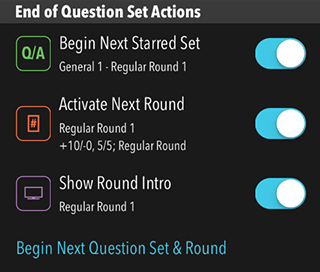 End of Question Set Actions
Q/A
Begin Next Starred Set
General 1 - Regular Round 1
#
Activate Next Round
Regular Round 1
+10/-0, 5/5; Regular Round
Show Round Intro
Regular Round 1
Begin Next Question Set & Round